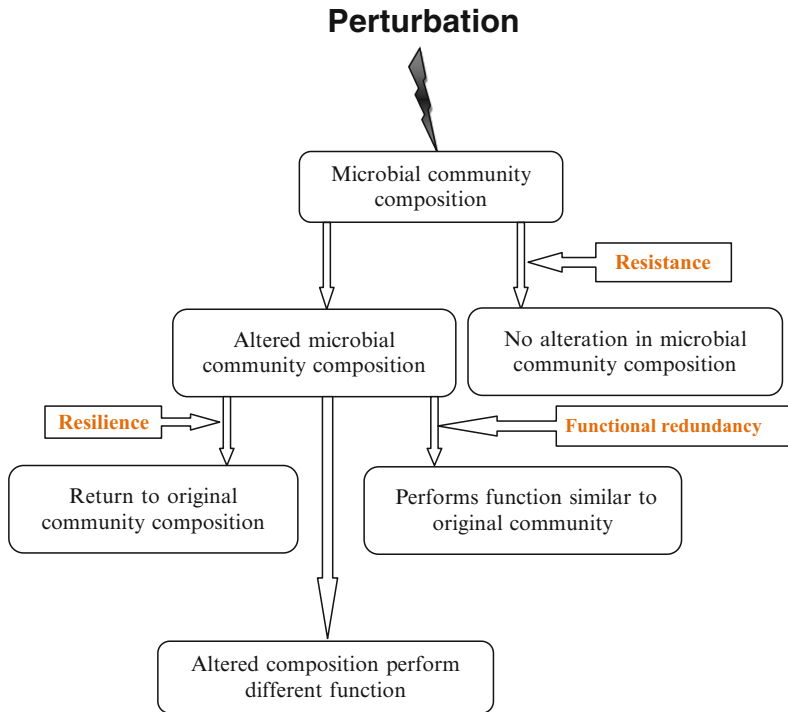 Perturbation
Microbial community
composition
Resistance
Altered microbial
community composition
No alteration in microbial
community composition
Resilience
Functional redundancy
Return to original
community composition
Performs function similar to
original community
Altered composition perform
different function